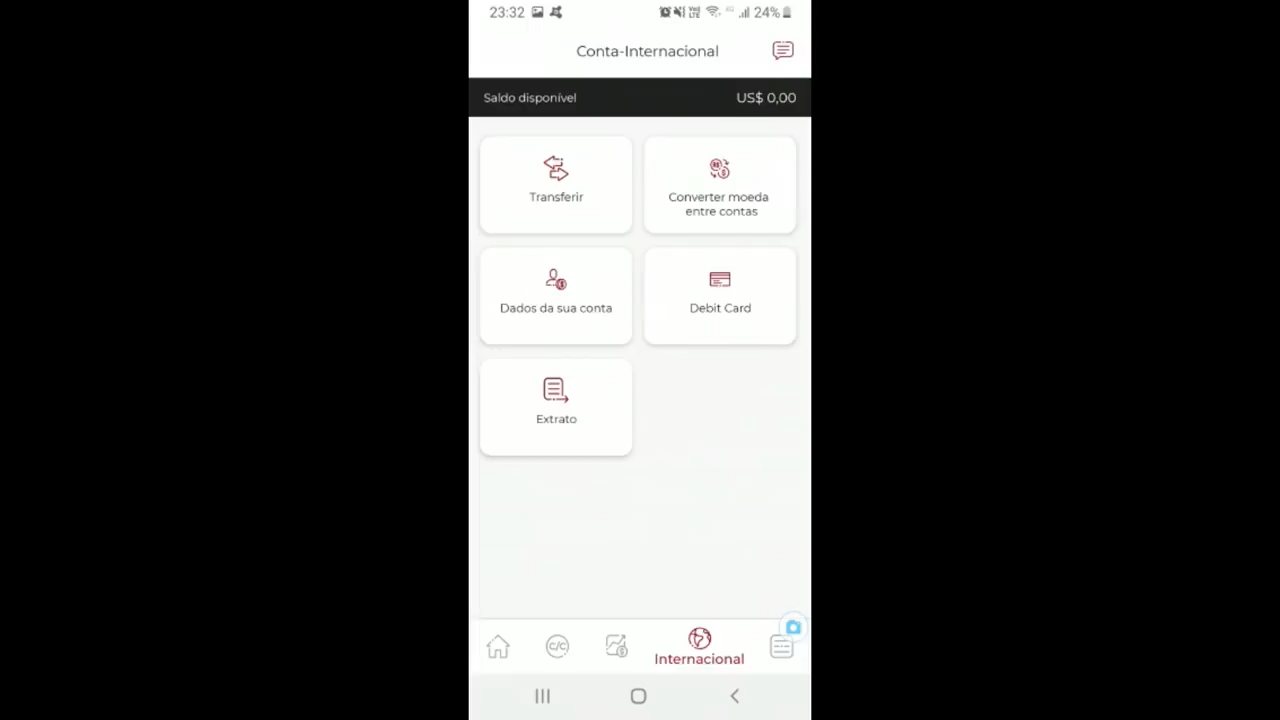 23:32 24%
Conta-Internacional
Saldo disponível US$ 0,00
Transferir
Converter moeda
entre contas
Dados da sua conta
Debit Card
Extrato
C/C
Internacional